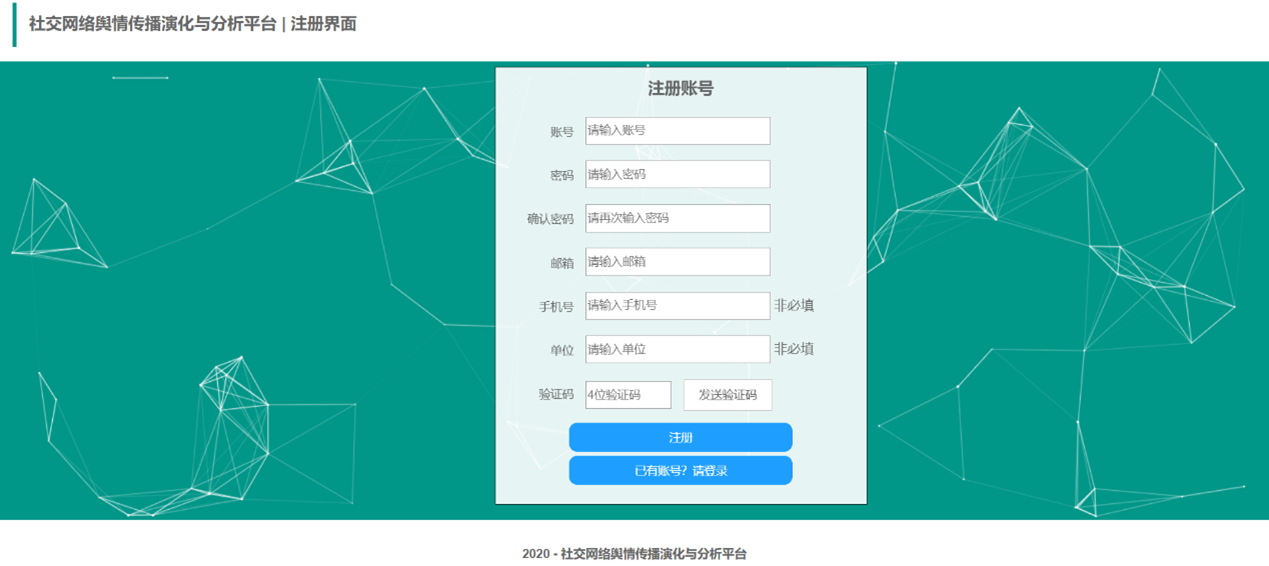 社交网络舆情传播演化与分析平台 | 注册界面
注册账号
账号 请输入账号
密码 请输入密码
确认密码 请再次输入密码
邮箱 请输入邮箱
手机号 请输入手机号 非必填
单位 请输入单位 非必填
验证码 4位验证码 发送验证码
注册
已有账号？请登录
2020 - 社交网络舆情传播演化与分析平台